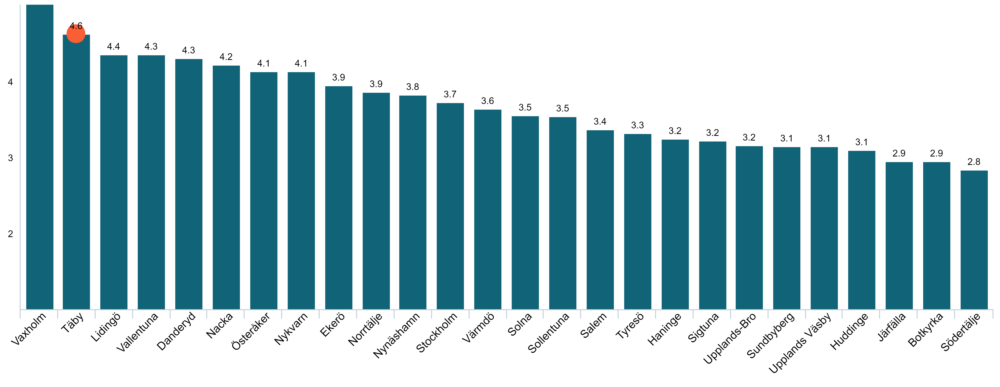 4.6
4.4
4.3
4.3
4.2
4.1
4.1
3.9
3.9
3.8
3.7
3.6
3.5
3.5
3.4
3.3
3.2
3.2
3.2
3.1
3.1
3.1
2.9
2.9
2.8
4
3
2
Vaxholm
Täby
Lidingö
Vallentuna
Danderyd
Nacka
Österåker
Nykvarn
Ekerö
Norrtälje
Nynäshamn
Stockholm
Värmdö
Solna
Sollentuna
Salem
Tyresö
Haninge
Sigtuna
Upplands-Bro
Sundbyberg
Upplands Väsby
Huddinge
Järfälla
Botkyrka
Södertälje